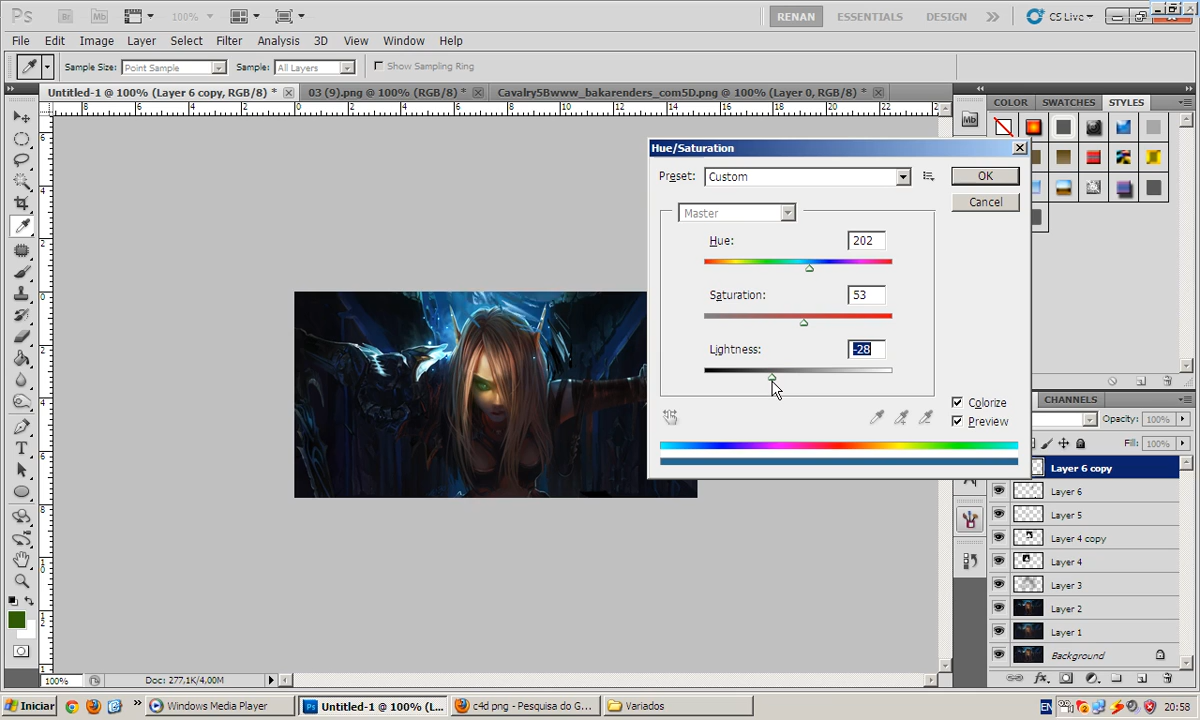 Ps Br Mb 100% RENAN ESSENTIALS DESIGN CS Live
File Edit Image Layer Select Filter Analysis 3D View Window Help
Sample Size: Point Sample Sample: All Layers Show Sampling Ring
Untitled-1 @ 100% (Layer 6 copy, RGB/8) * 03 (9).png @ 100% (RGB/8) * Cavalry5Bwww_bakarenders_com5D.png @ 100% (Layer 0, RGB/8) *
COLOR SWATCHES STYLES
Mb
Hue/Saturation
Preset: Custom OK
Cancel
Master
Hue: 202
Saturation: 53
Lightness: -28
Colorize
Preview
CHANNELS
Opacity: 100%
Fill: 100%
Layer 6 copy
Layer 6
Layer 5
Layer 4 copy
Layer 4
Layer 3
Layer 2
Layer 1
Background
100% Doc: 277,1K/4,00M
Iniciar Windows Media Player Untitled-1 @ 100% (L... c4d png - Pesquisa do G... Variados EN 20:58